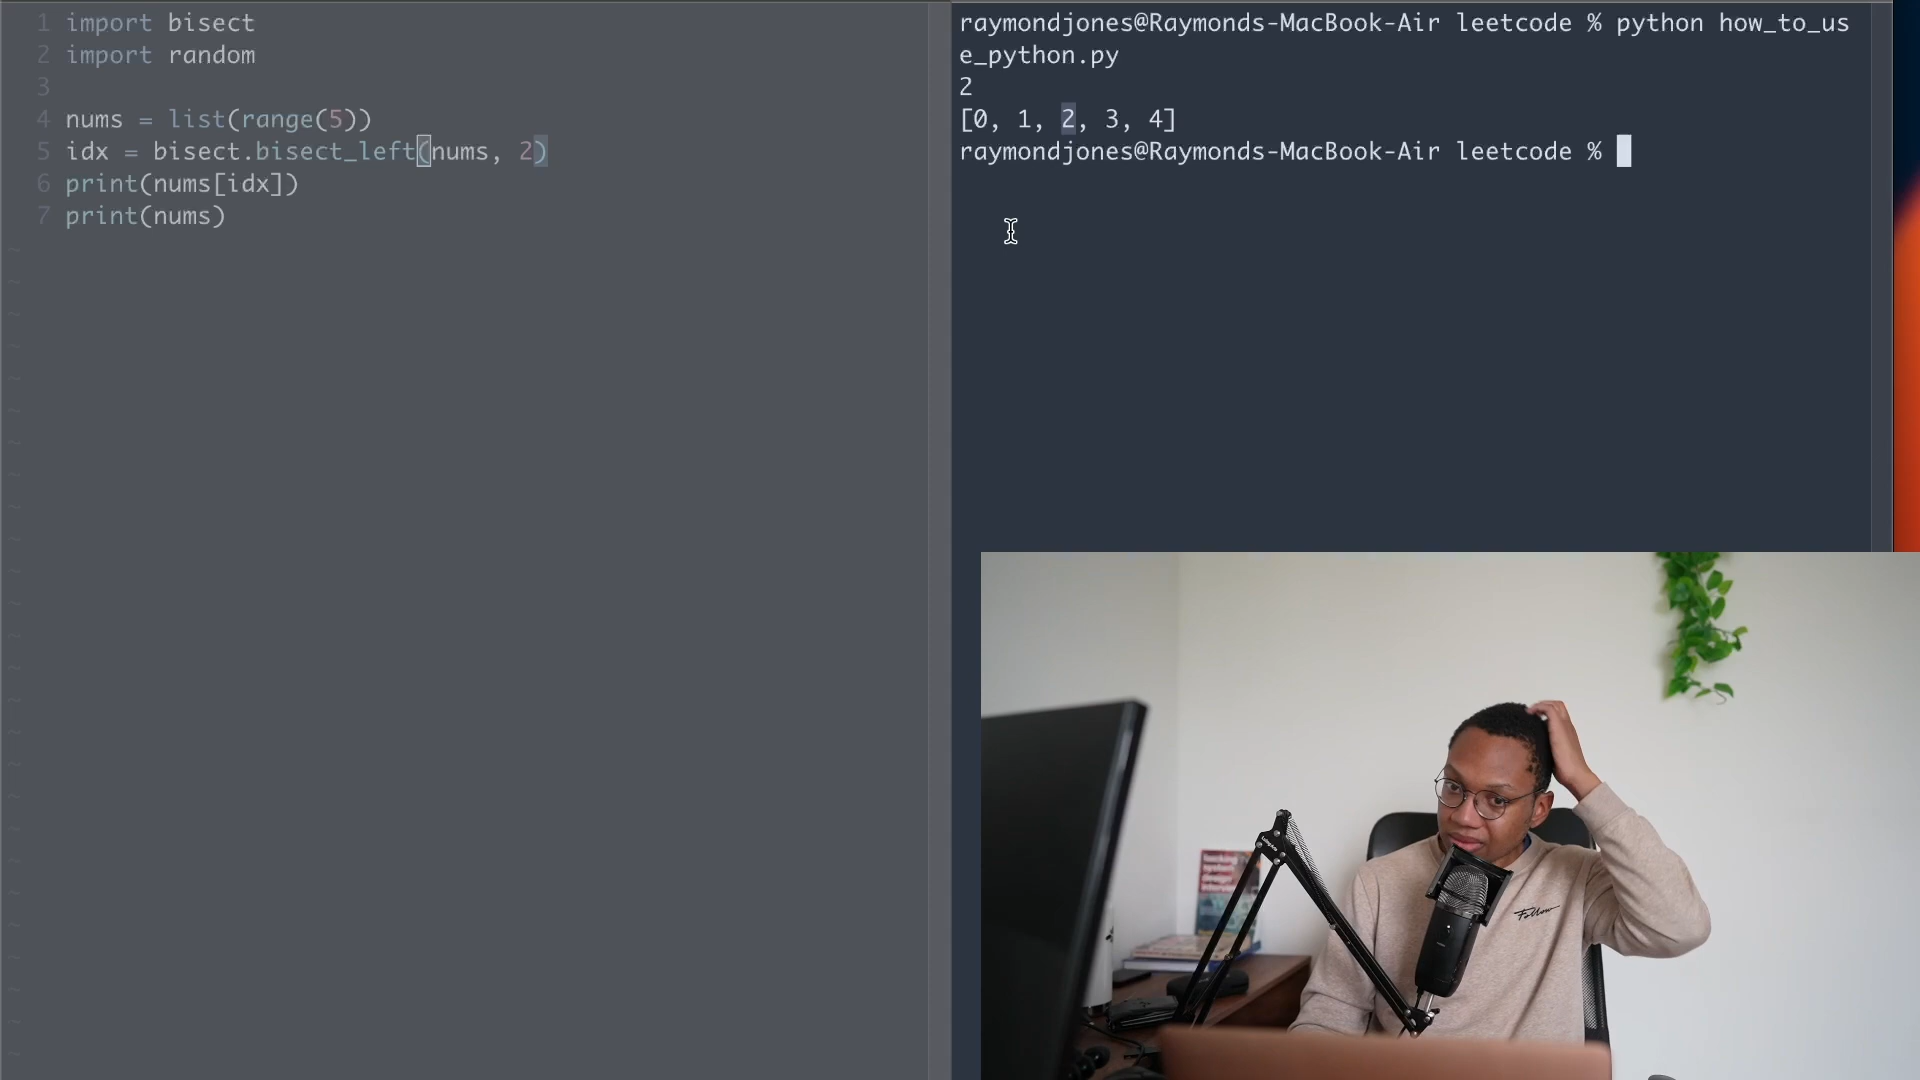 1 import bisect
2 import random
3
4 nums = list(range(5))
5 idx = bisect.bisect_left(nums, 2)
6 print(nums[idx])
7 print(nums)
raymondjones@Raymonds-MacBook-Air leetcode % python how_to_us
e_python.py
2
[0, 1, 2, 3, 4]
raymondjones@Raymonds-MacBook-Air leetcode %
Follow